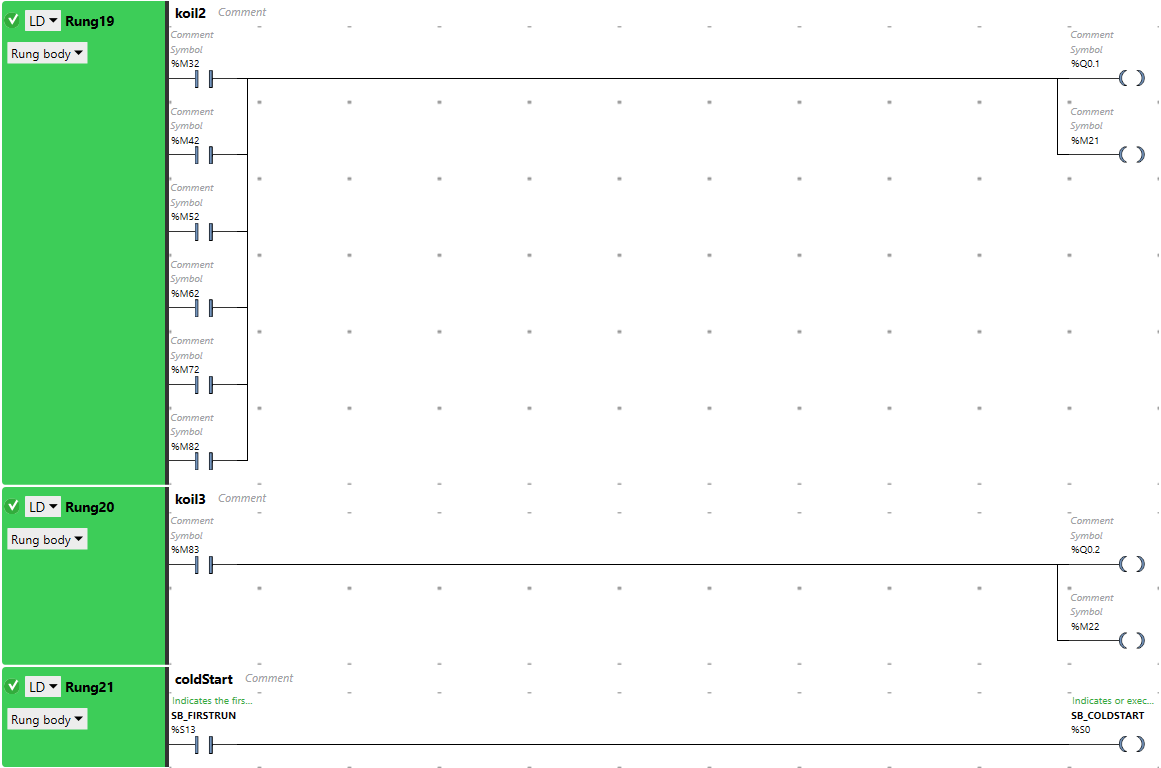 LD Rung19
Rung body
koil2 Comment
Comment
Symbol
%M32
Comment
Symbol
%Q0.1
Comment
Symbol
%M42
Comment
Symbol
%M21
Comment
Symbol
%M52
Comment
Symbol
%M62
Comment
Symbol
%M72
Comment
Symbol
%M82
LD Rung20
Rung body
koil3 Comment
Comment
Symbol
%M83
Comment
Symbol
%Q0.2
Comment
Symbol
%M22
LD Rung21
Rung body
coldStart Comment
Indicates the firs...
SB_FIRSTRUN
%S13
Indicates or exec...
SB_COLDSTART
%S0